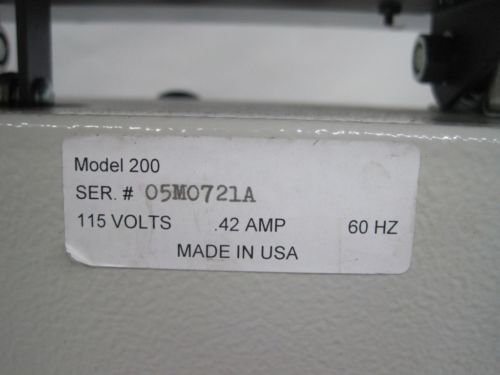 Model 200
SER. # 05M0721A
115 VOLTS .42 AMP 60 HZ
MADE IN USA